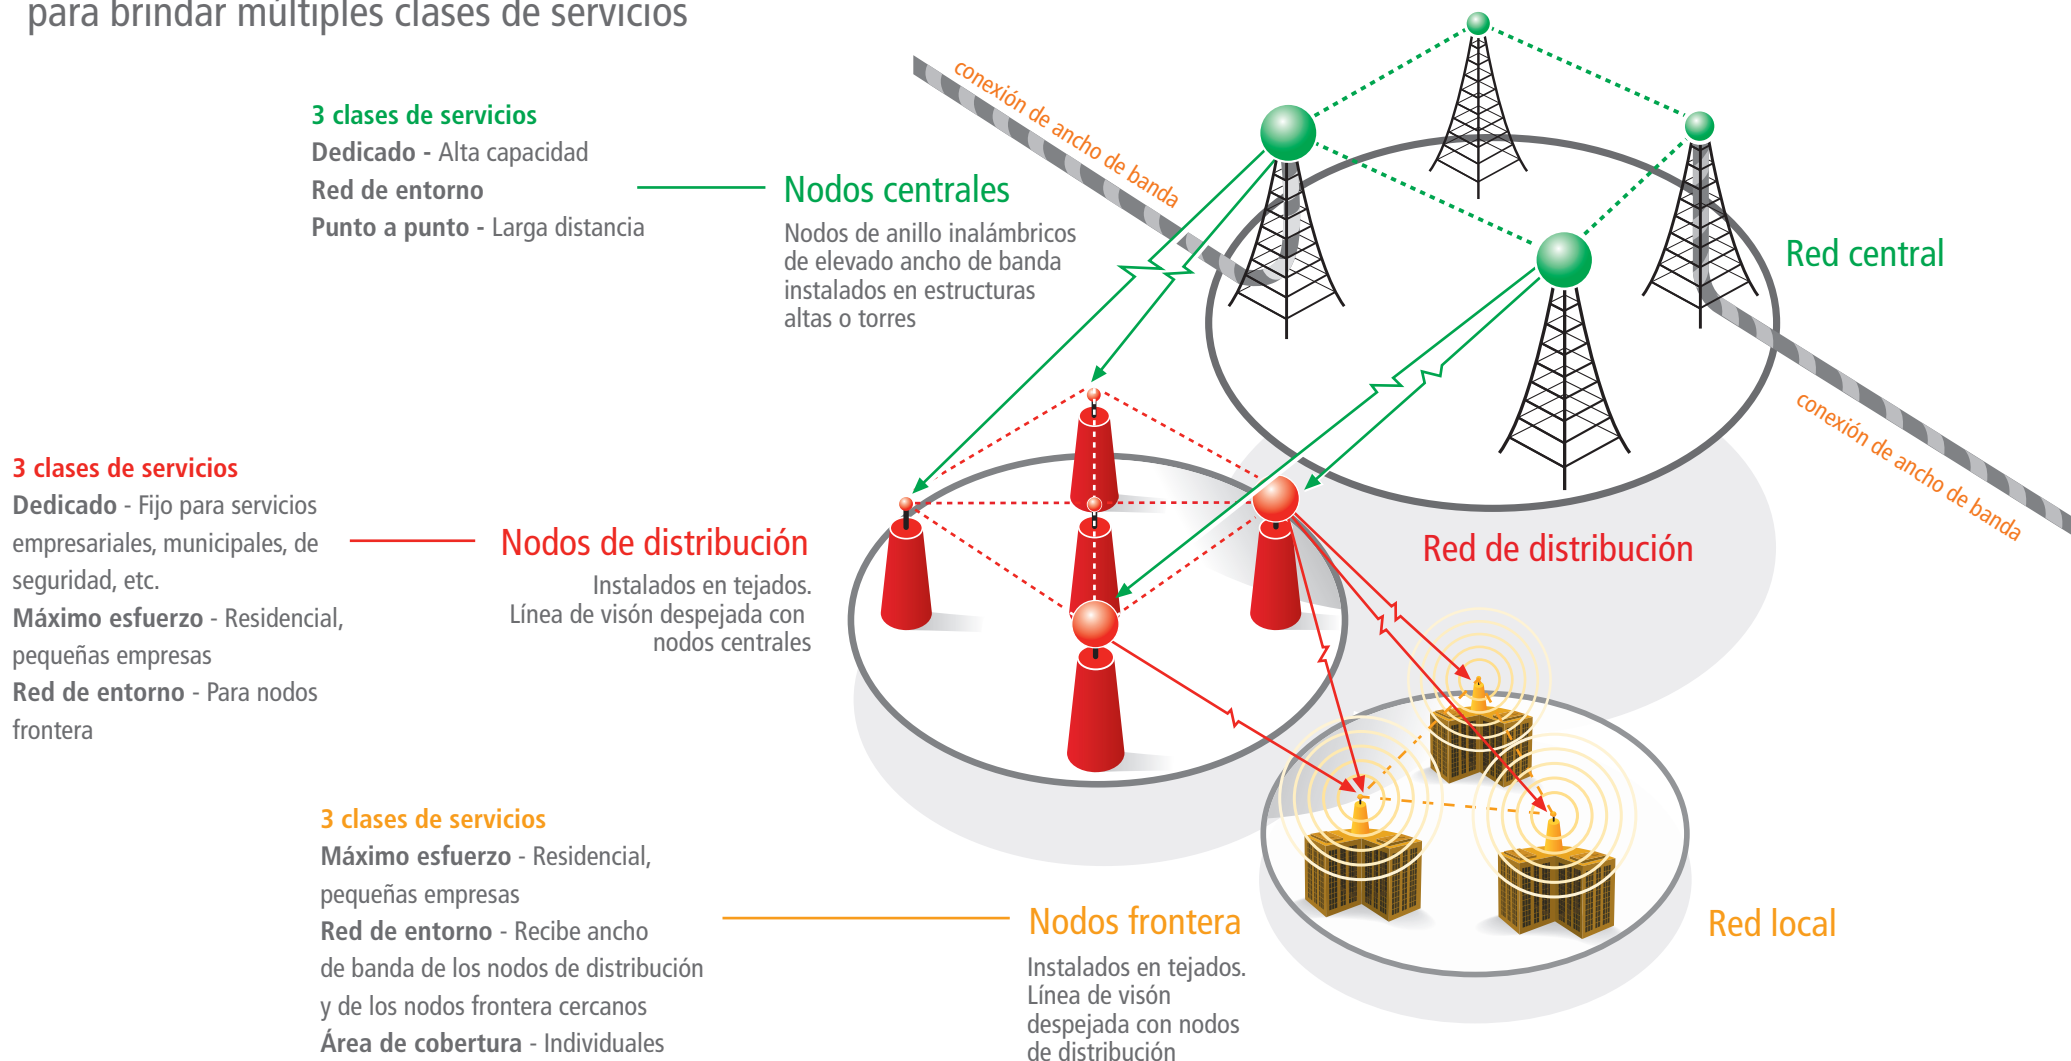 para brindar múltiples clases de servicios
conexión de ancho de banda
3 clases de servicios
Dedicado - Alta capacidad
Red de entorno
Punto a punto - Larga distancia
Nodos centrales
Nodos de anillo inalámbricos
de elevado ancho de banda
instalados en estructuras
altas o torres
Red central
conexión de ancho de banda
3 clases de servicios
Dedicado - Fijo para servicios
empresariales, municipales, de
seguridad, etc.
Máximo esfuerzo - Residencial,
pequeñas empresas
Red de entorno - Para nodos
frontera
Nodos de distribución
Instalados en tejados.
Línea de visón despejada con
nodos centrales
Red de distribución
3 clases de servicios
Máximo esfuerzo - Residencial,
pequeñas empresas
Red de entorno - Recibe ancho
de banda de los nodos de distribución
y de los nodos frontera cercanos
Área de cobertura - Individuales
Nodos frontera
Instalados en tejados.
Línea de visón
despejada con nodos
de distribución
Red local